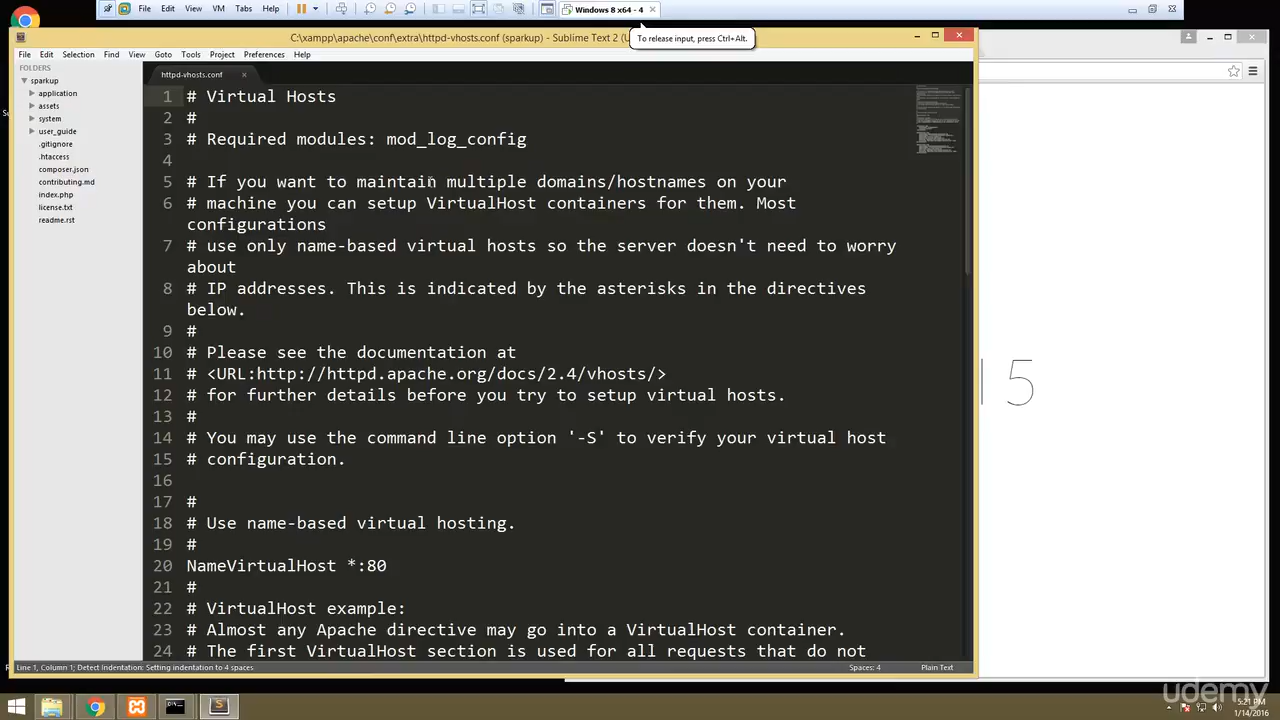 File Edit View VM Tabs Help
Windows 8 x64 - 4
To release input, press Ctrl+Alt.
C:\xampp\apache\conf\extra\httpd-vhosts.conf (sparkup) - Sublime Text 2 (U
File Edit Selection Find View Goto Tools Project Preferences Help
FOLDERS
sparkup
application
assets
system
user_guide
.gitignore
.htaccess
composer.json
contributing.md
index.php
license.txt
readme.rst
httpd-vhosts.conf
1 # Virtual Hosts
2 #
3 # Required modules: mod_log_config
4
5 # If you want to maintain multiple domains/hostnames on your
6 # machine you can setup VirtualHost containers for them. Most
configurations
7 # use only name-based virtual hosts so the server doesn't need to worry
about
8 # IP addresses. This is indicated by the asterisks in the directives
below.
9 #
10 # Please see the documentation at
11 # <URL:http://httpd.apache.org/docs/2.4/vhosts/>
12 # for further details before you try to setup virtual hosts.
13 #
14 # You may use the command line option '-S' to verify your virtual host
15 # configuration.
16
17 #
18 # Use name-based virtual hosting.
19 #
20 NameVirtualHost *:80
21 #
22 # VirtualHost example:
23 # Almost any Apache directive may go into a VirtualHost container.
24 # The first VirtualHost section is used for all requests that do not
Line 1, Column 1; Detect Indentation: Setting indentation to 4 spaces
Spaces: 4
Plain Text
5
udemy
5:21 PM
1/14/2016